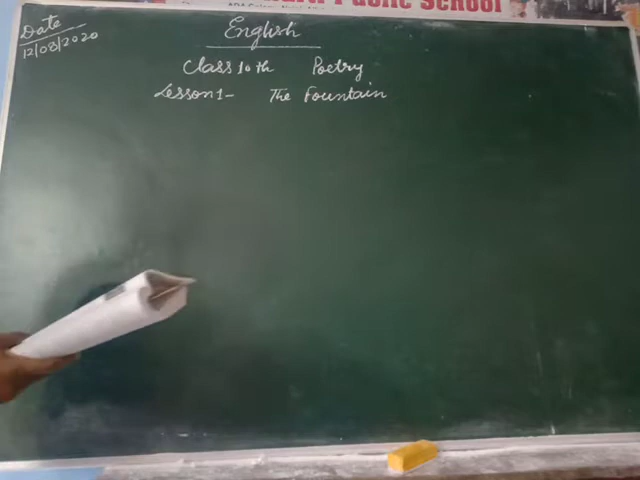 Public School
Date
12/08/2020
English
Class 10th Poetry
Lesson 1- The Fountain